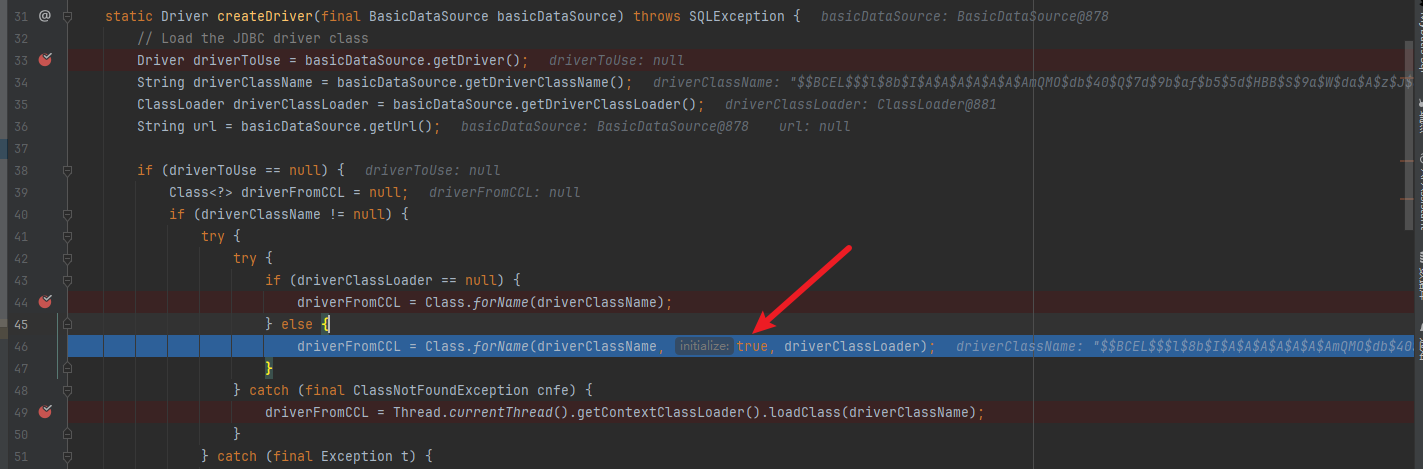 31 @ static Driver createDriver(final BasicDataSource basicDataSource) throws SQLException { basicDataSource: BasicDataSource@878
32 // Load the JDBC driver class
33 Driver driverToUse = basicDataSource.getDriver(); driverToUse: null
34 String driverClassName = basicDataSource.getDriverClassName(); driverClassName: "$$BCEL$$$l$8b$I$A$A$A$A$A$A$AmQMO$db$40$Q$7d$9b$af$b5$5d$HBB$S$9a$W$da$A$z$J$
35 ClassLoader driverClassLoader = basicDataSource.getDriverClassLoader(); driverClassLoader: ClassLoader@881
36 String url = basicDataSource.getUrl(); basicDataSource: BasicDataSource@878 url: null
37
38 if (driverToUse == null) { driverToUse: null
39 Class<?> driverFromCCL = null; driverFromCCL: null
40 if (driverClassName != null) {
41 try {
42 try {
43 if (driverClassLoader == null) {
44 driverFromCCL = Class.forName(driverClassName);
45 } else {
46 driverFromCCL = Class.forName(driverClassName, initialize: true, driverClassLoader); driverClassName: "$$BCEL$$$l$8b$I$A$A$A$A$A$A$AmQMO$db$40
47 }
48 } catch (final ClassNotFoundException cnfe) {
49 driverFromCCL = Thread.currentThread().getContextClassLoader().loadClass(driverClassName);
50 }
51 } catch (final Exception t) {